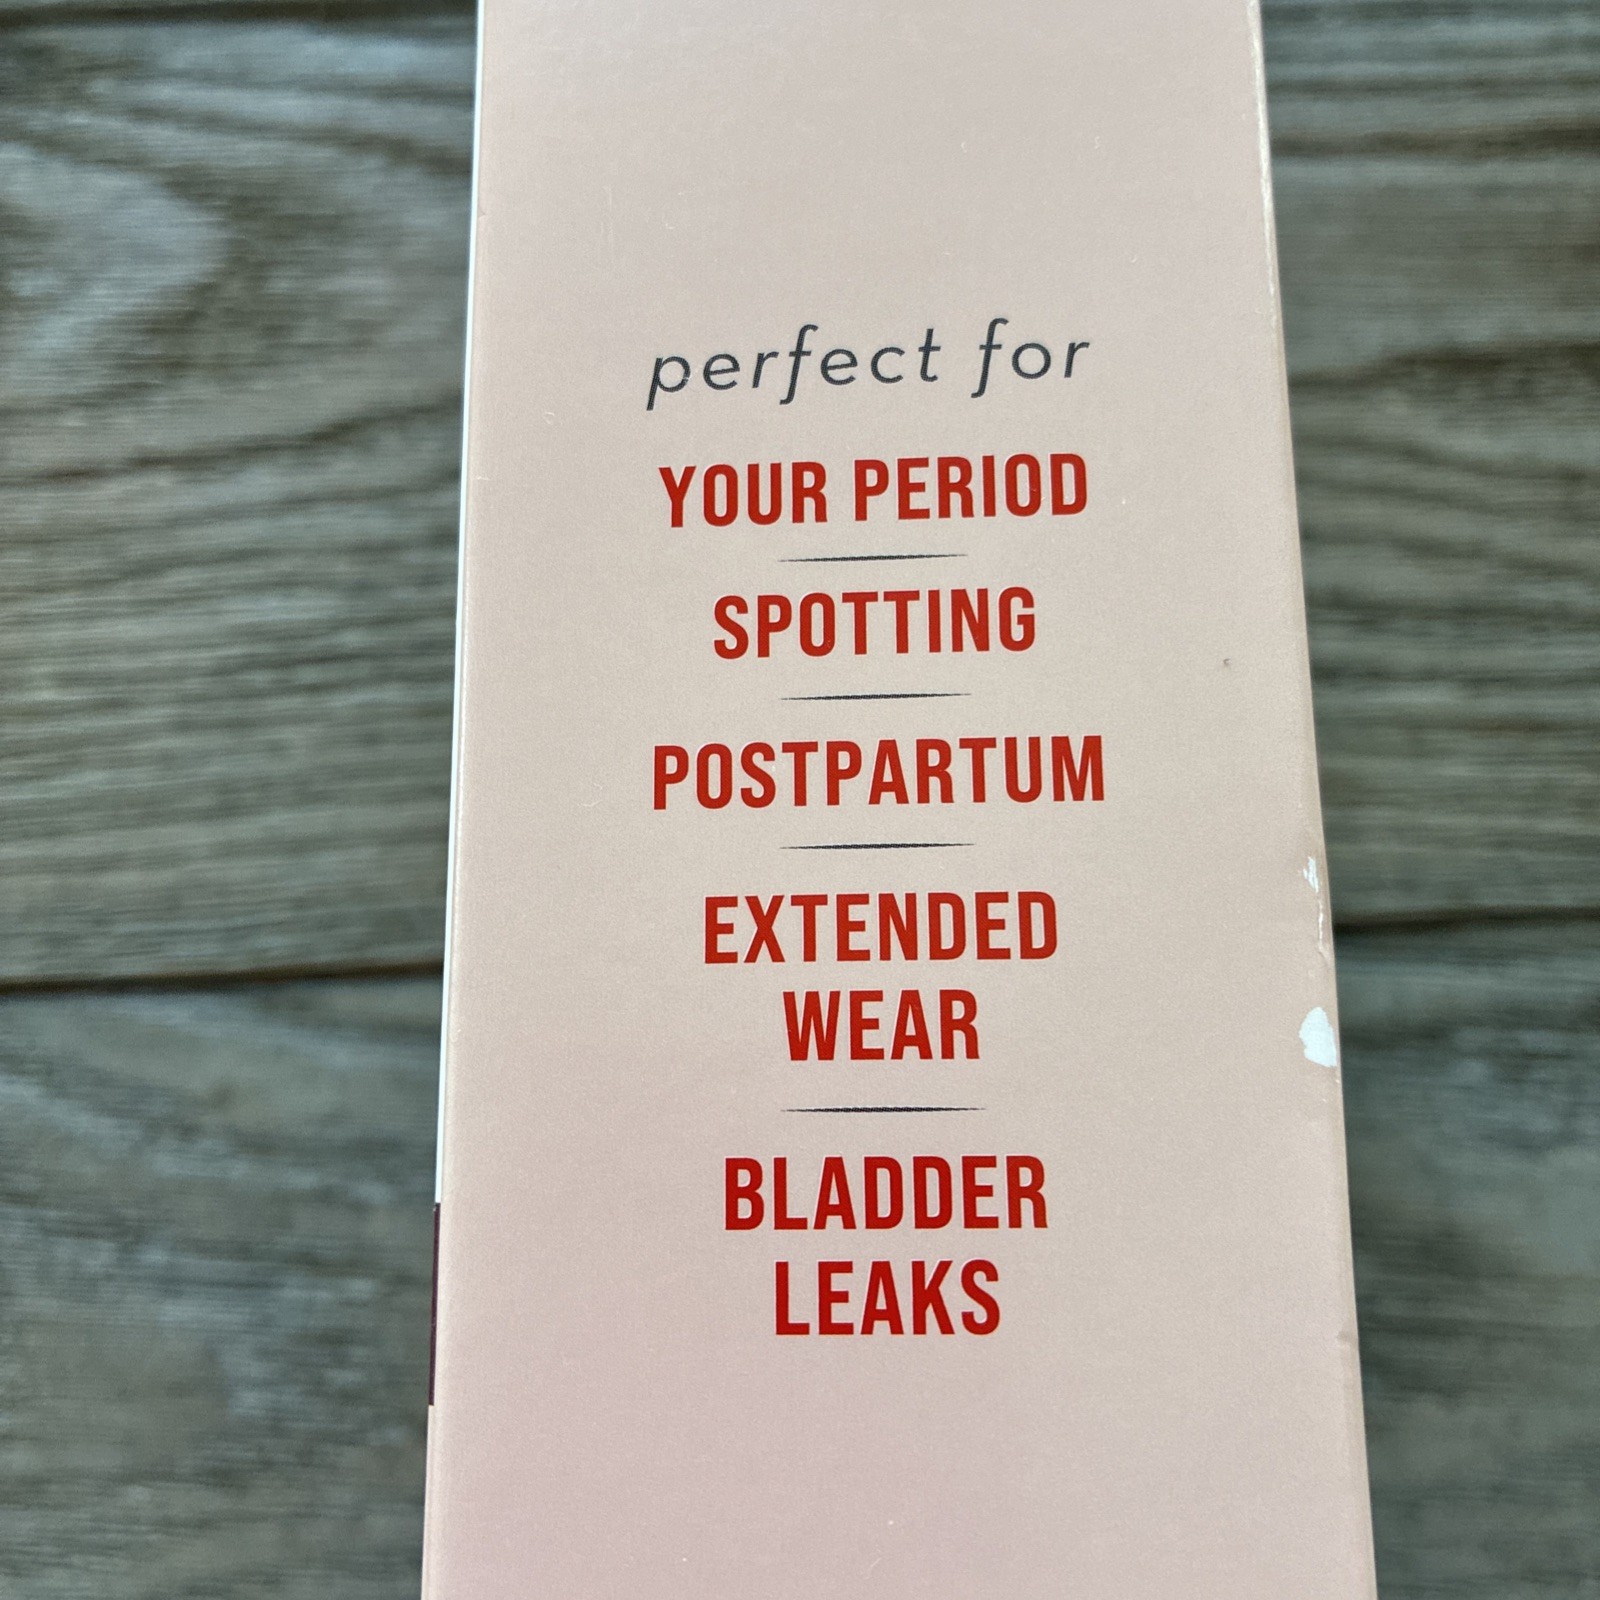 perfect for
YOUR PERIOD
SPOTTING
POSTPARTUM
EXTENDED
WEAR
BLADDER
LEAKS